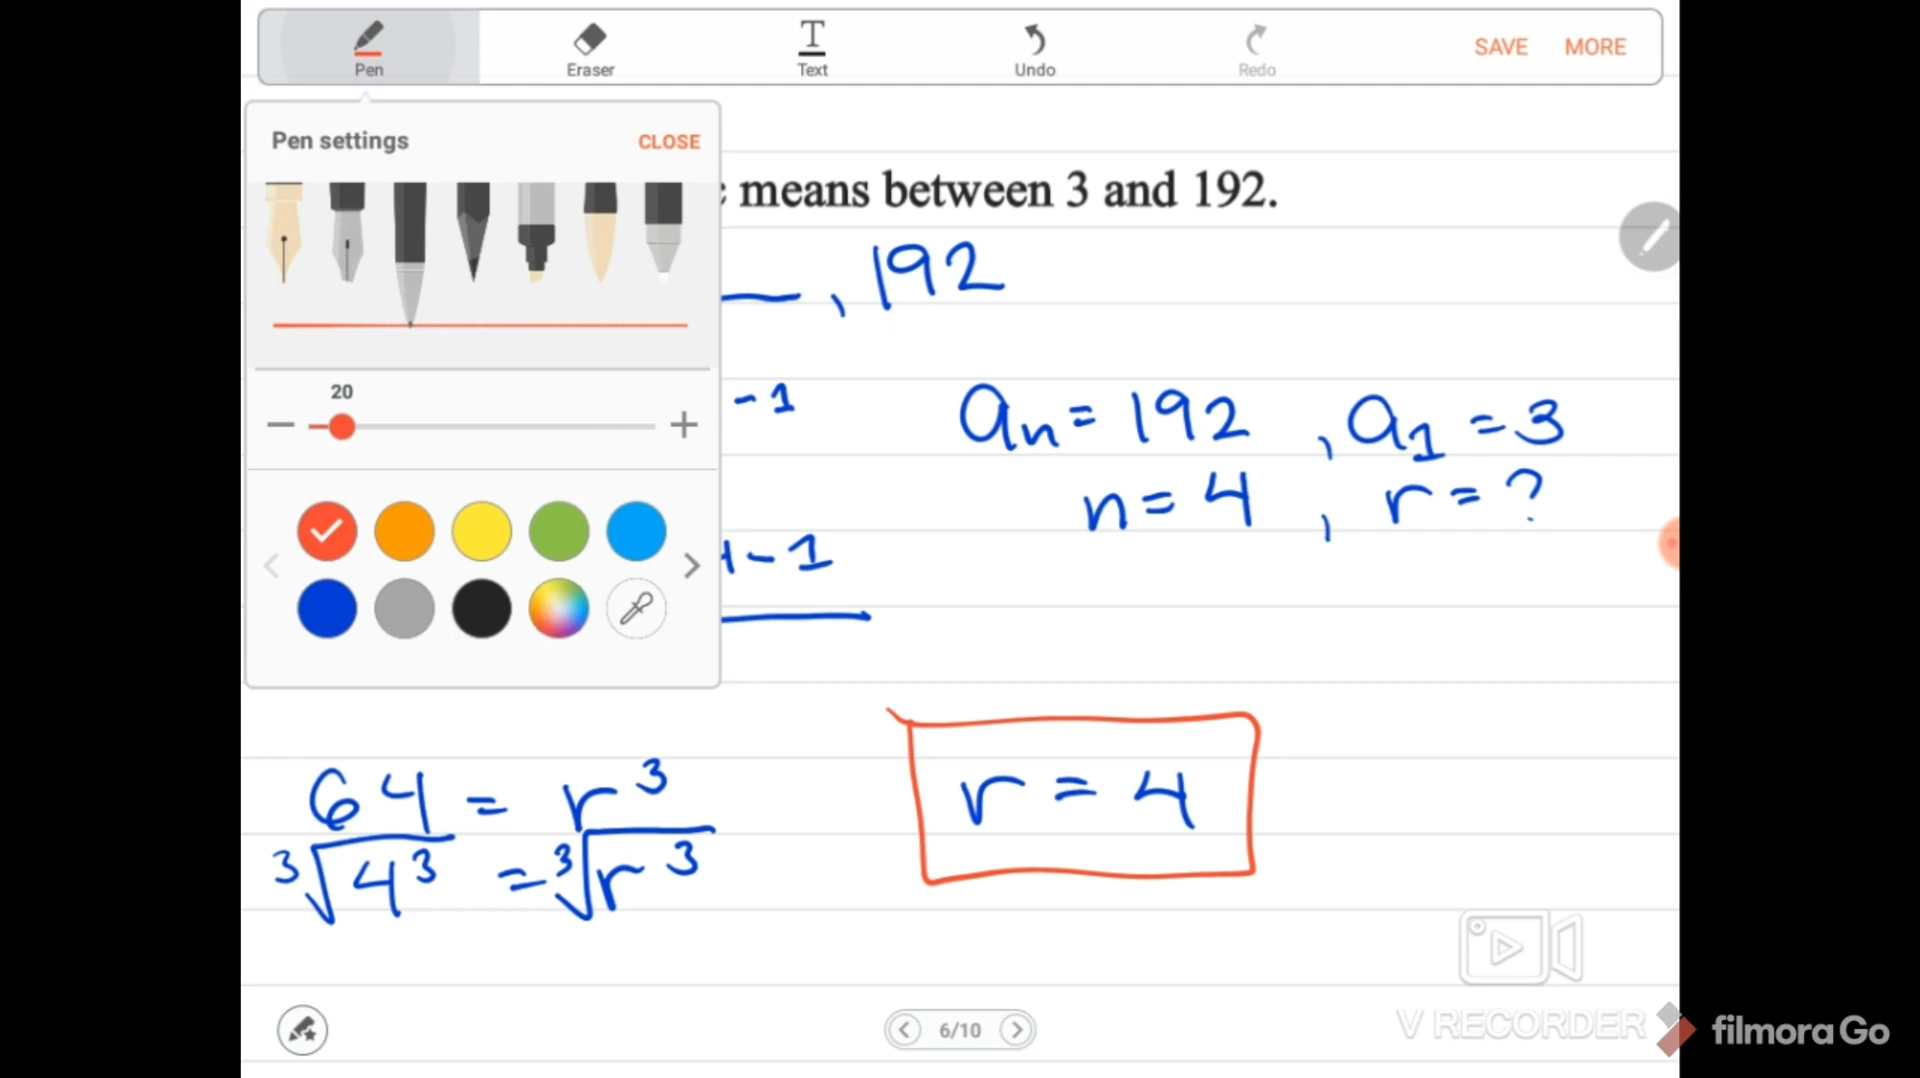 Pen Eraser Text Undo Redo SAVE MORE
Pen settings CLOSE
means between 3 and 192.
, 192
20
-1
an = 192 , a1 = 3
n = 4 , r = ?
4-1
64 = r³
³√4³ = ³√r³
r = 4
6/10
V RECORDER
filmora Go